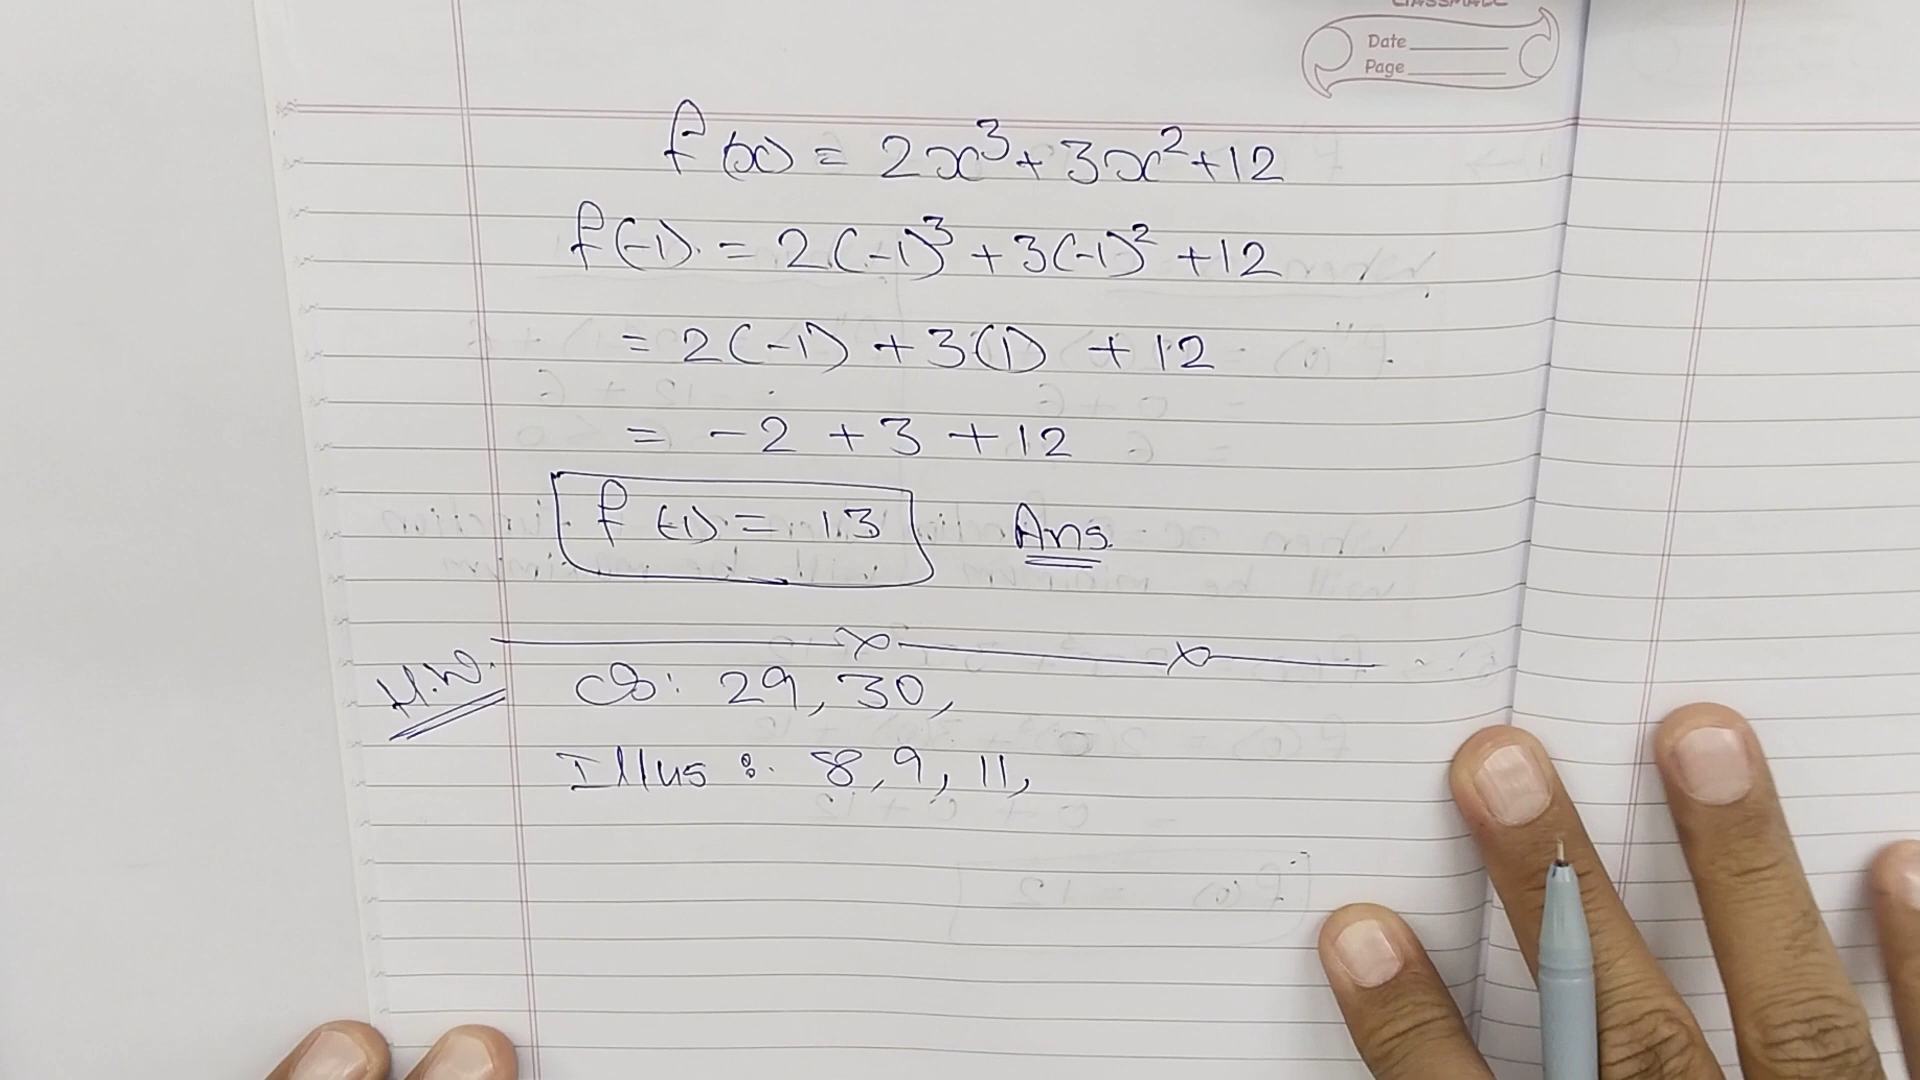 classmate
Date
Page
f(x) = 2x³ + 3x² + 12
f(-1) = 2(-1)³ + 3(-1)² + 12
= 2(-1) + 3(1) + 12
= -2 + 3 + 12
f(-1) = 13 Ans.
H.W. Q: 29, 30,
Illus : 8, 9, 11,